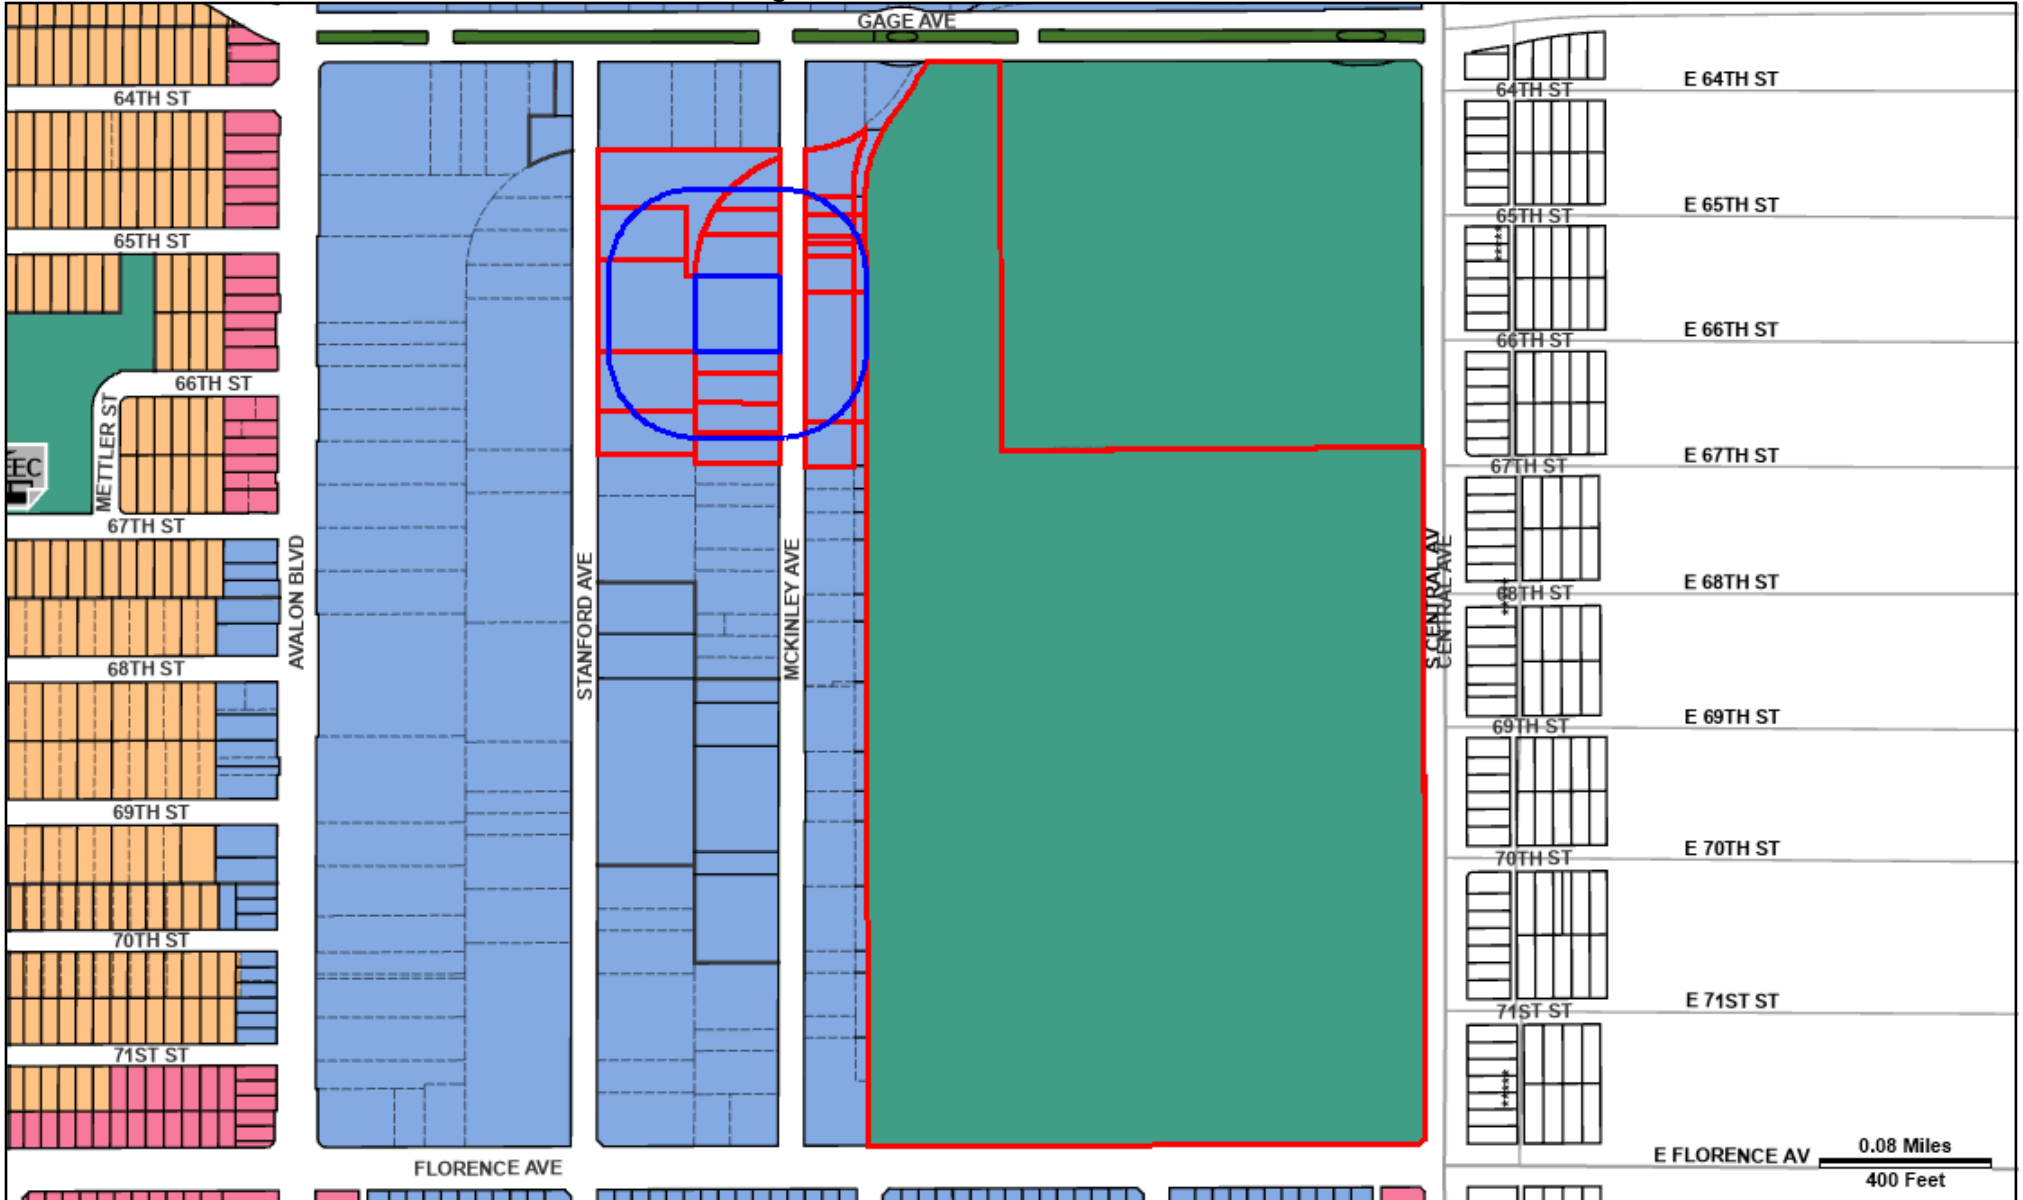 GAGE AVE
64TH ST
E 64TH ST
64TH ST
65TH ST
E 65TH ST
65TH ST
66TH ST
E 66TH ST
66TH ST
METTLER ST
EEC
67TH ST
E 67TH ST
67TH ST
AVALON BLVD
STANFORD AVE
MCKINLEY AVE
S CENTRAL AV
CENTRAL AVE
68TH ST
E 68TH ST
68TH ST
69TH ST
E 69TH ST
69TH ST
70TH ST
E 70TH ST
70TH ST
71ST ST
E 71ST ST
71ST ST
FLORENCE AVE
E FLORENCE AV
0.08 Miles
400 Feet